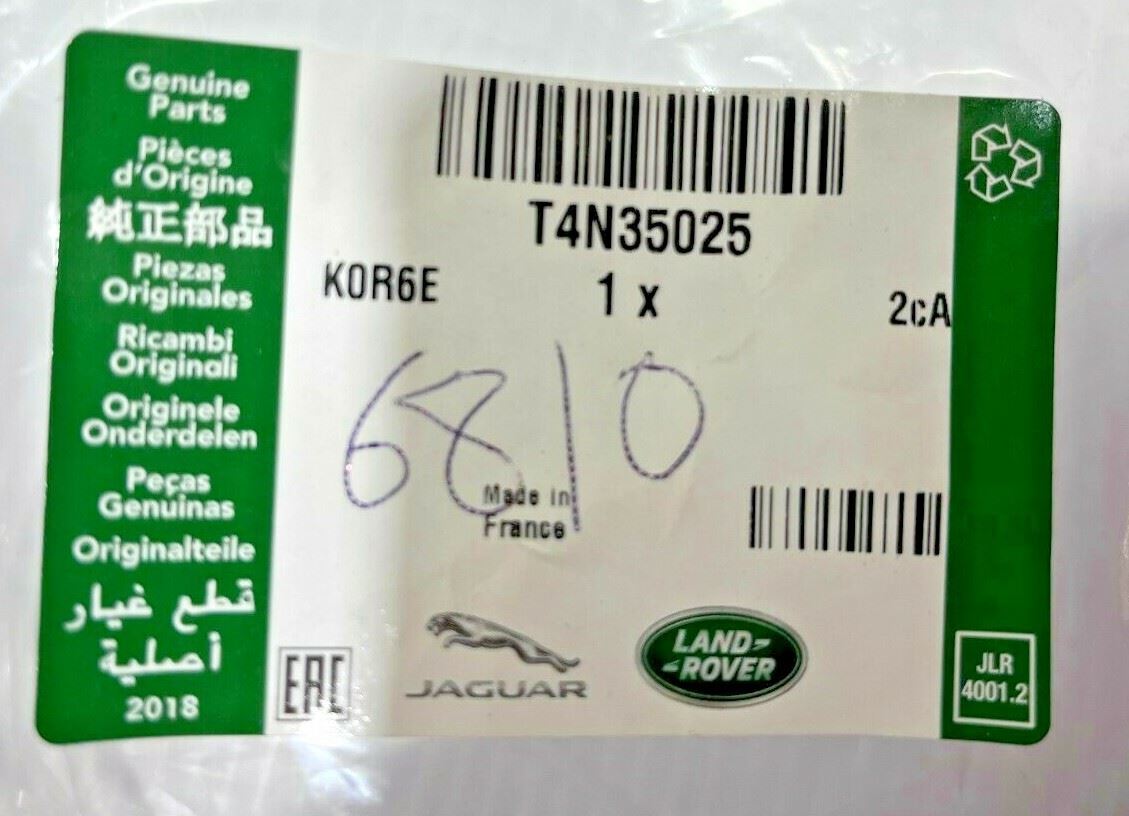 Genuine
Parts
Pièces
d'Origine
純正部品
Piezas
Originales
Ricambi
Originali
Originele
Onderdelen
Peças
Genuínas
Originalteile
قطع غيار
أصلية
2018
T4N35025
K0R6E
1 x
2cA
6810
Made in
France
EAC
JAGUAR
LAND-
-ROVER
JLR
4001.2